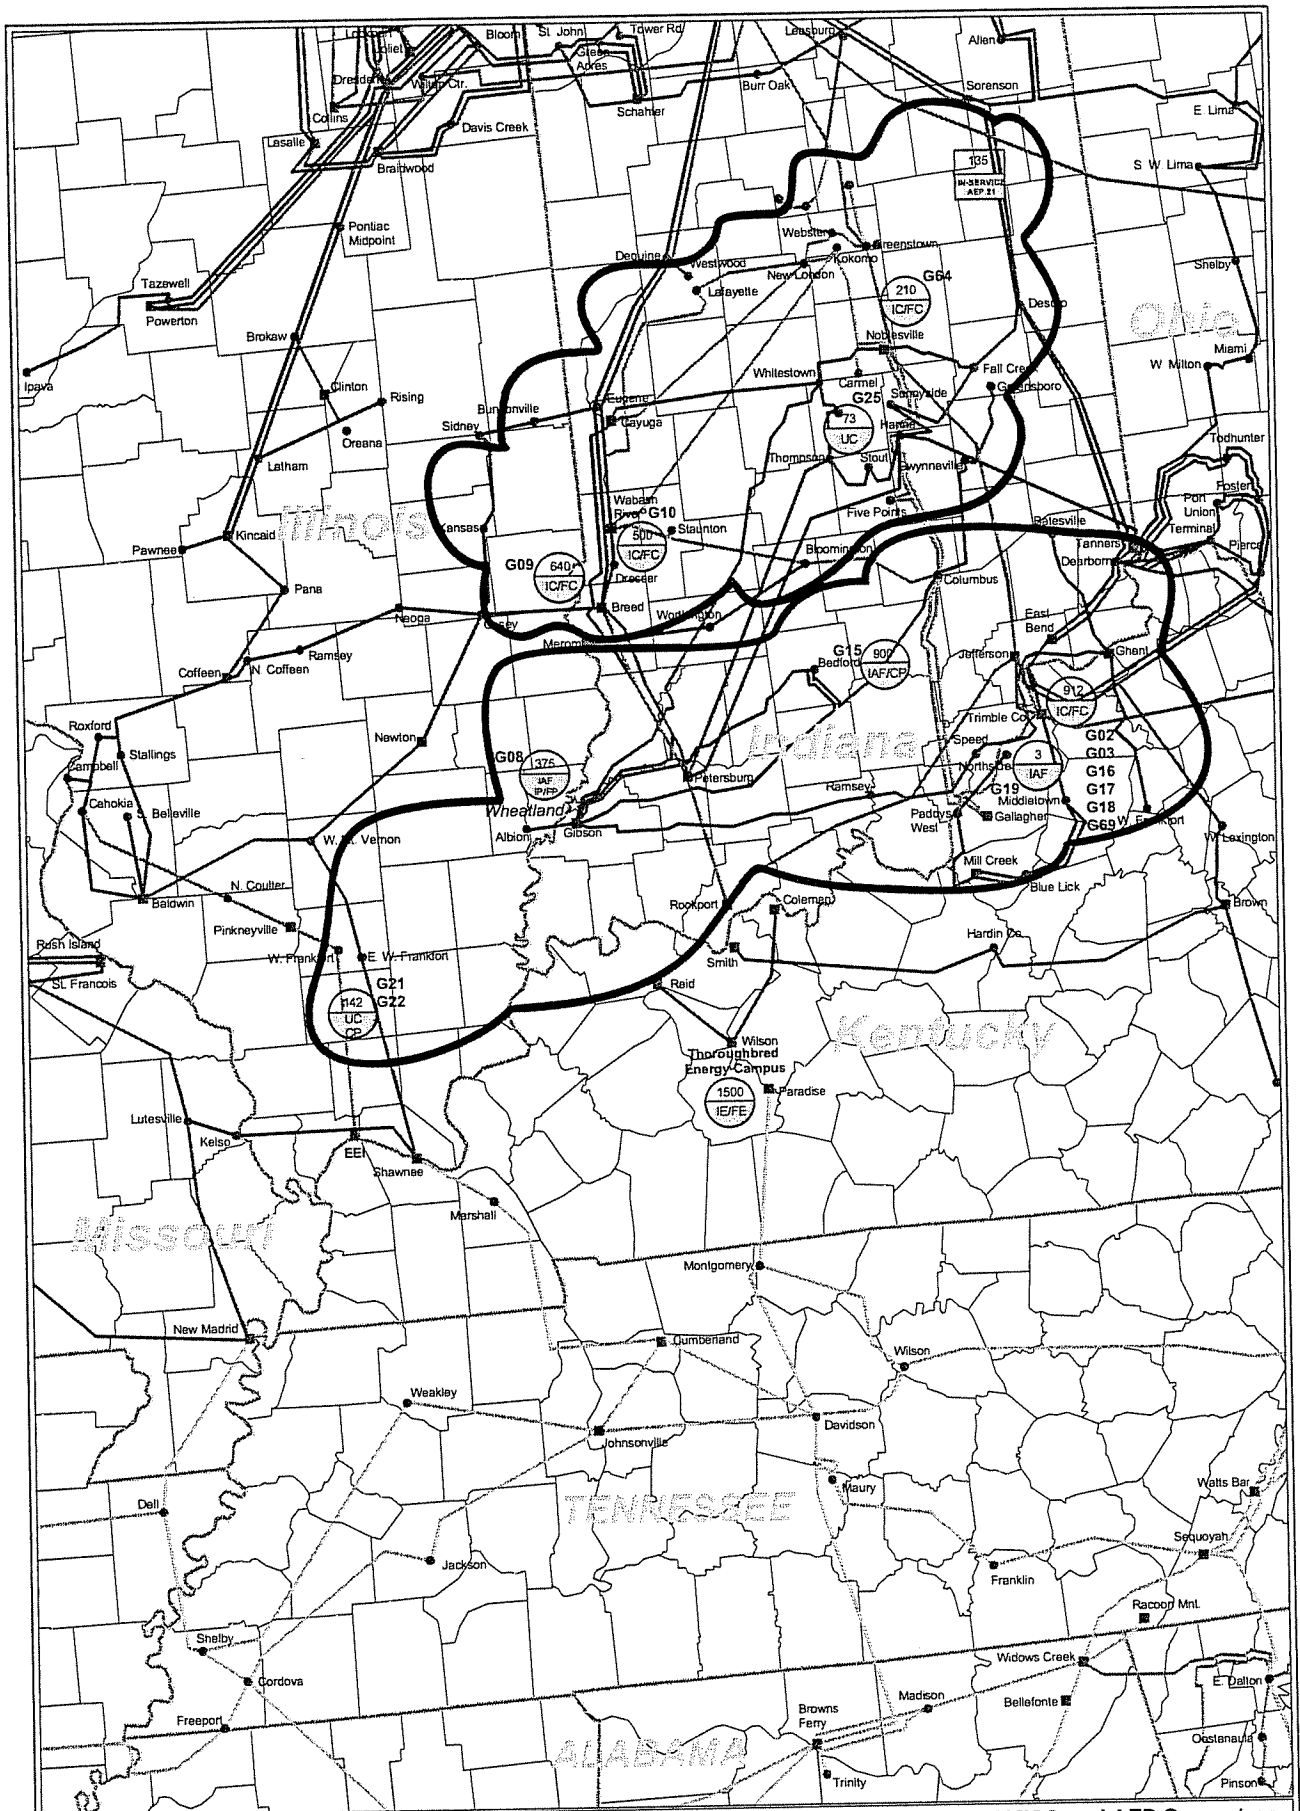 Joliet
Bloom
St. John
Tower Rd
Green
Acres
Leesburg
Allen
Dresden
Wilton Ctr.
Burr Oak
Sorenson
Collins
Schahfer
E. Lima
Davis Creek
Lasalle
Braidwood
135
IN-SERVICE
AEP 21
S. W. Lima
Pontiac
Midpoint
Webster
Greenstown
Kokomo
Dequine
Westwood
New London
Shelby
Tazewell
Lafayette
G64
210
IC/FC
Powerton
Desoto
Ohio
Brokaw
Noblesville
Miami
W. Milton
Ipava
Clinton
Whitestown
Fall Creek
Carmel
Greensboro
Rising
Eugene
G25
Sunnyside
Bunsonville
Sidney
Cayuga
73
UC
Hanna
Oreana
Todhunter
Latham
Thompson
Stout
Gwynnaville
Foster
Wabash
River
G10
Port
Union
Five Points
Illinois
Kansas
500
IC/FC
Staunton
Batesville
Terminal
Kincaid
Tanners
Pierce
Pawnee
Bloomington
G09
640
IC/FC
Dresser
Dearborn
Columbus
Pana
Breed
Neoga
Casey
Worthington
East
Bend
Merom
Ramsey
G15
900
IAF/CP
Bedford
Jefferson
Ghent
Coffeen
N. Coffeen
912
IC/FC
Trimble Co
Roxford
Newton
Indiana
G02
Stallings
Speed
3
IAF
G03
Campbell
G08
375
IAF
IP/FP
Northside
G16
Petersburg
G19
G17
Ramsey
Middletown
Cahokia
Wheatland
G18
S. Belleville
Paddys
West
Gallagher
G69
W. Frankfort
Albion
Gibson
W. Mt. Vernon
W. Lexington
Mill Creek
N. Coulter
Blue Lick
Baldwin
Rockport
Coleman
Brown
Pinkneyville
Hardin Co.
Rush Island
W. Frankfort
E. W. Frankfort
Smith
St. Francois
G21
Reid
G22
142
UC
CP
Kentucky
Wilson
Thoroughbred
Energy Campus
1500
IE/FE
Paradise
Lutesville
Kelso
EEI
Shawnee
Marshall
Missouri
Montgomery
New Madrid
Cumberland
Wilson
Weakley
Davidson
Johnsonville
Watts Bar
Maury
Dell
TENNESSEE
Sequoyah
Jackson
Franklin
Racoon Mnt.
Shelby
Widows Creek
Cordova
E. Dalton
Madison
Bellefonte
Freeport
Browns
Ferry
Oostanaula
ALABAMA
Trinity
Pinson